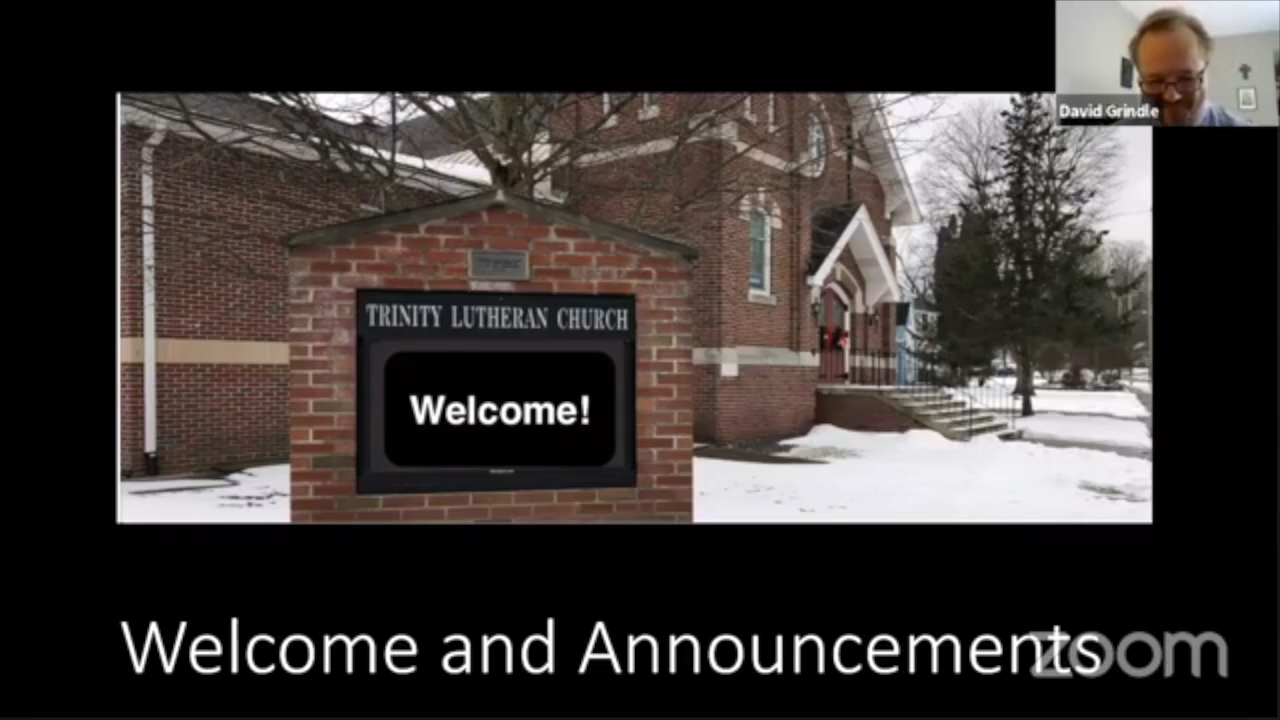 David Grindle
TRINITY LUTHERAN CHURCH
Welcome!
Welcome and Announcements
zoom